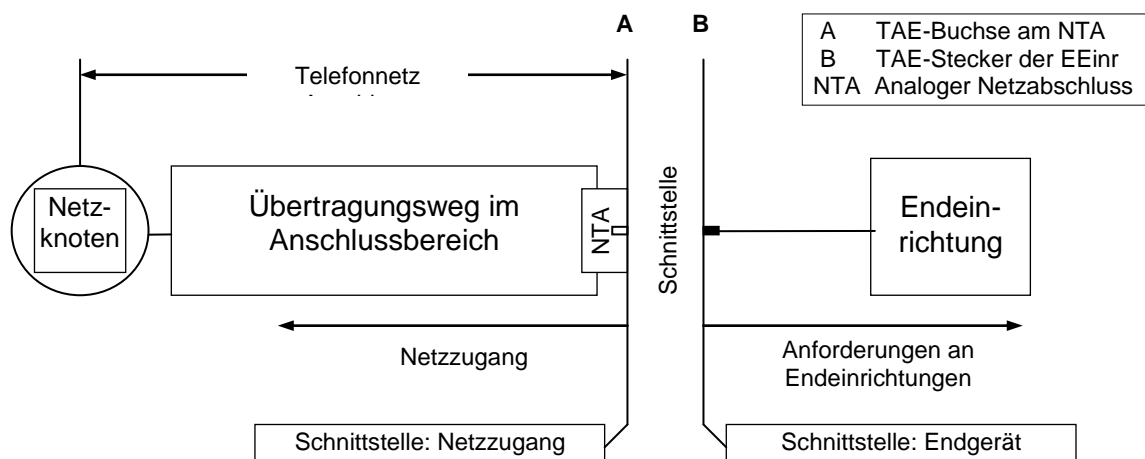 A B
A TAE-Buchse am NTA
B TAE-Stecker der EEinr
NTA Analoger Netzabschluss
Telefonnetz
Netz-
knoten
Übertragungsweg im
Anschlussbereich
NTA
Schnittstelle
Endein-
richtung
Netzzugang
Anforderungen an
Endeinrichtungen
Schnittstelle: Netzzugang
Schnittstelle: Endgerät